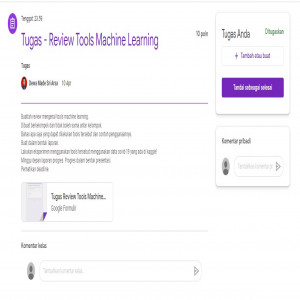 Tenggat: 23.59
Tugas - Review Tools Machine Learning
10 poin
Tugas
Dewa Made Sri Arsa 10 Apr
Buatlah review mengenai tools machine learning.
Dibuat berkelompok dan tidak boleh sama antar kelompok.
Bahas apa saja yang dapat dilakukan tools tersebut dan contoh penggunaannya
Buat dalam bentuk laporan.
Lakukan eksperimen menggunakan tools tersebut menggunakan data covid 19 yang ada di kaggle!
Minggu depan laporan progres. Progres dalam bentuk presentasi.
Perhatikan deadline.
Tugas Review Tools Machine...
Google Formulir
Komentar kelas
Tambahkan komentar kelas...
Tugas Anda
Ditugaskan
+ Tambah atau buat
Tandai sebagai selesai
Komentar pribadi
Tambahkan komentar